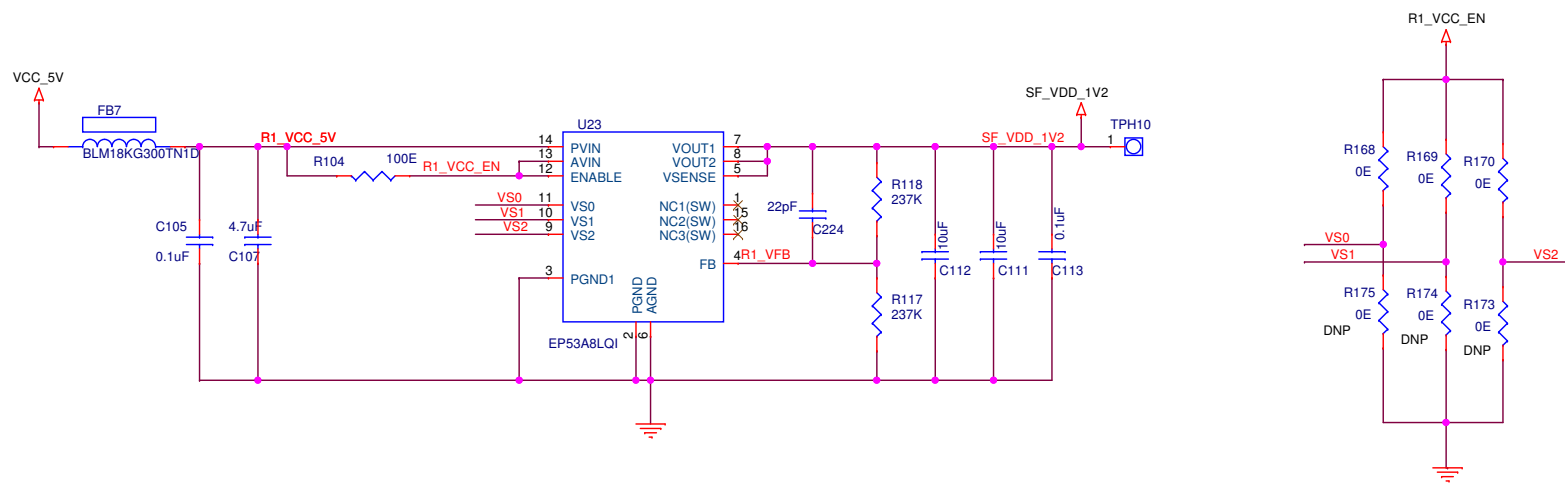 R1_VCC_EN
VCC_5V
SF_VDD_1V2
FB7
BLM18KG300TN1D
R1_VCC_5V
R104
100E
R1_VCC_EN
U23
14 PVIN
13 AVIN
12 ENABLE
VS0 11 VS0
VS1 10 VS1
VS2 9 VS2
3 PGND1
VOUT1 7
VOUT2 8
VSENSE 5
NC1(SW) 1
NC2(SW) 15
NC3(SW) 16
FB 4 R1_VFB
PGND 2
AGND 6
EP53A8LQI
SF_VDD_1V2
1
TPH10
C105
0.1uF
4.7uF
C107
22pF
C224
R118
237K
R117
237K
10uF
C112
10uF
C111
0.1uF
C113
R168
0E
R169
0E
R170
0E
VS0
VS1
VS2
R175
0E
DNP
R174
0E
DNP
R173
0E
DNP